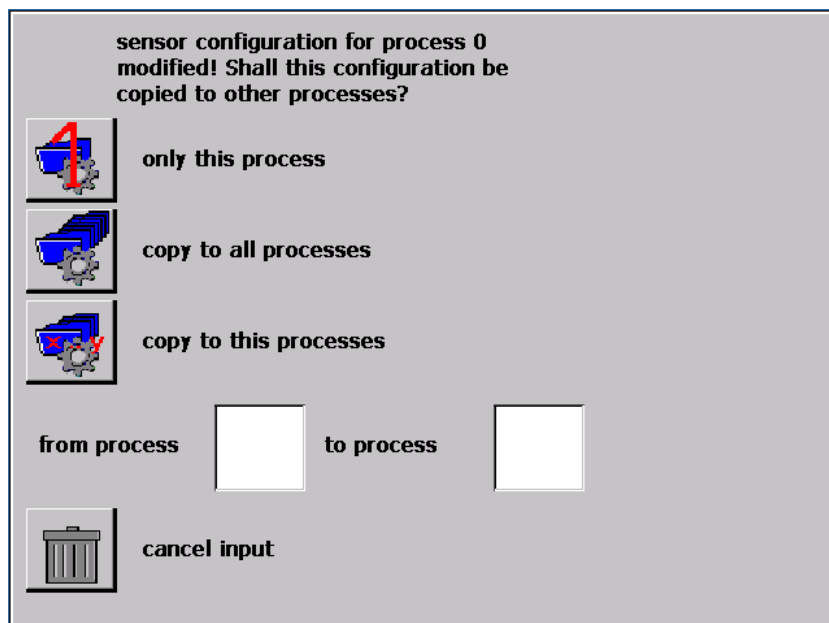 sensor configuration for process 0
modified! Shall this configuration be
copied to other processes?
1
only this process
copy to all processes
x - y
copy to this processes
from process to process
cancel input